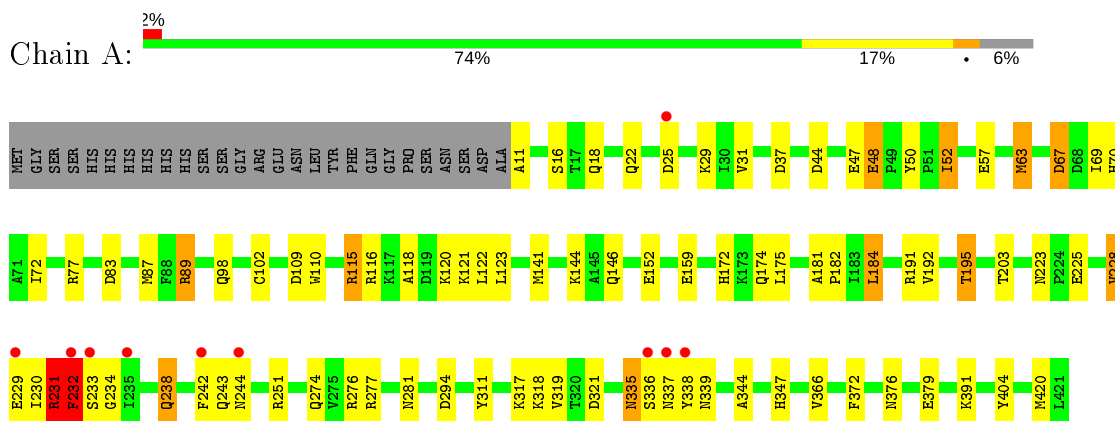 2%
Chain A:
74% 17% • 6%
MET GLY SER SER HIS HIS HIS HIS HIS HIS SER SER GLY ARG GLU ASN LEU TYR PHE GLN GLY PRO SER ASN SER ASP ALA A11 S16 T17 Q18 Q22 D25 K29 I30 V31 D37 D44 E47 E48 P49 Y50 P51 I52 E57 M63 D67 D68 I69 H70
A71 I72 R77 D83 M87 F88 R89 Q98 C102 D109 W110 R115 R116 K117 A118 D119 K120 K121 L122 L123 M141 K144 A145 Q146 E152 E159 H172 K173 Q174 L175 A181 P182 I183 L184 R191 V192 T195 T203 N223 P224 E225 V228
E229 I230 R231 F232 S233 G234 I235 Q238 F242 Q243 N244 R251 Q274 V275 R276 R277 N281 D294 Y311 K317 K318 V319 T320 D321 N335 S336 N337 Y338 N339 A344 H347 V366 F372 N376 E379 K391 Y404 M420 L421